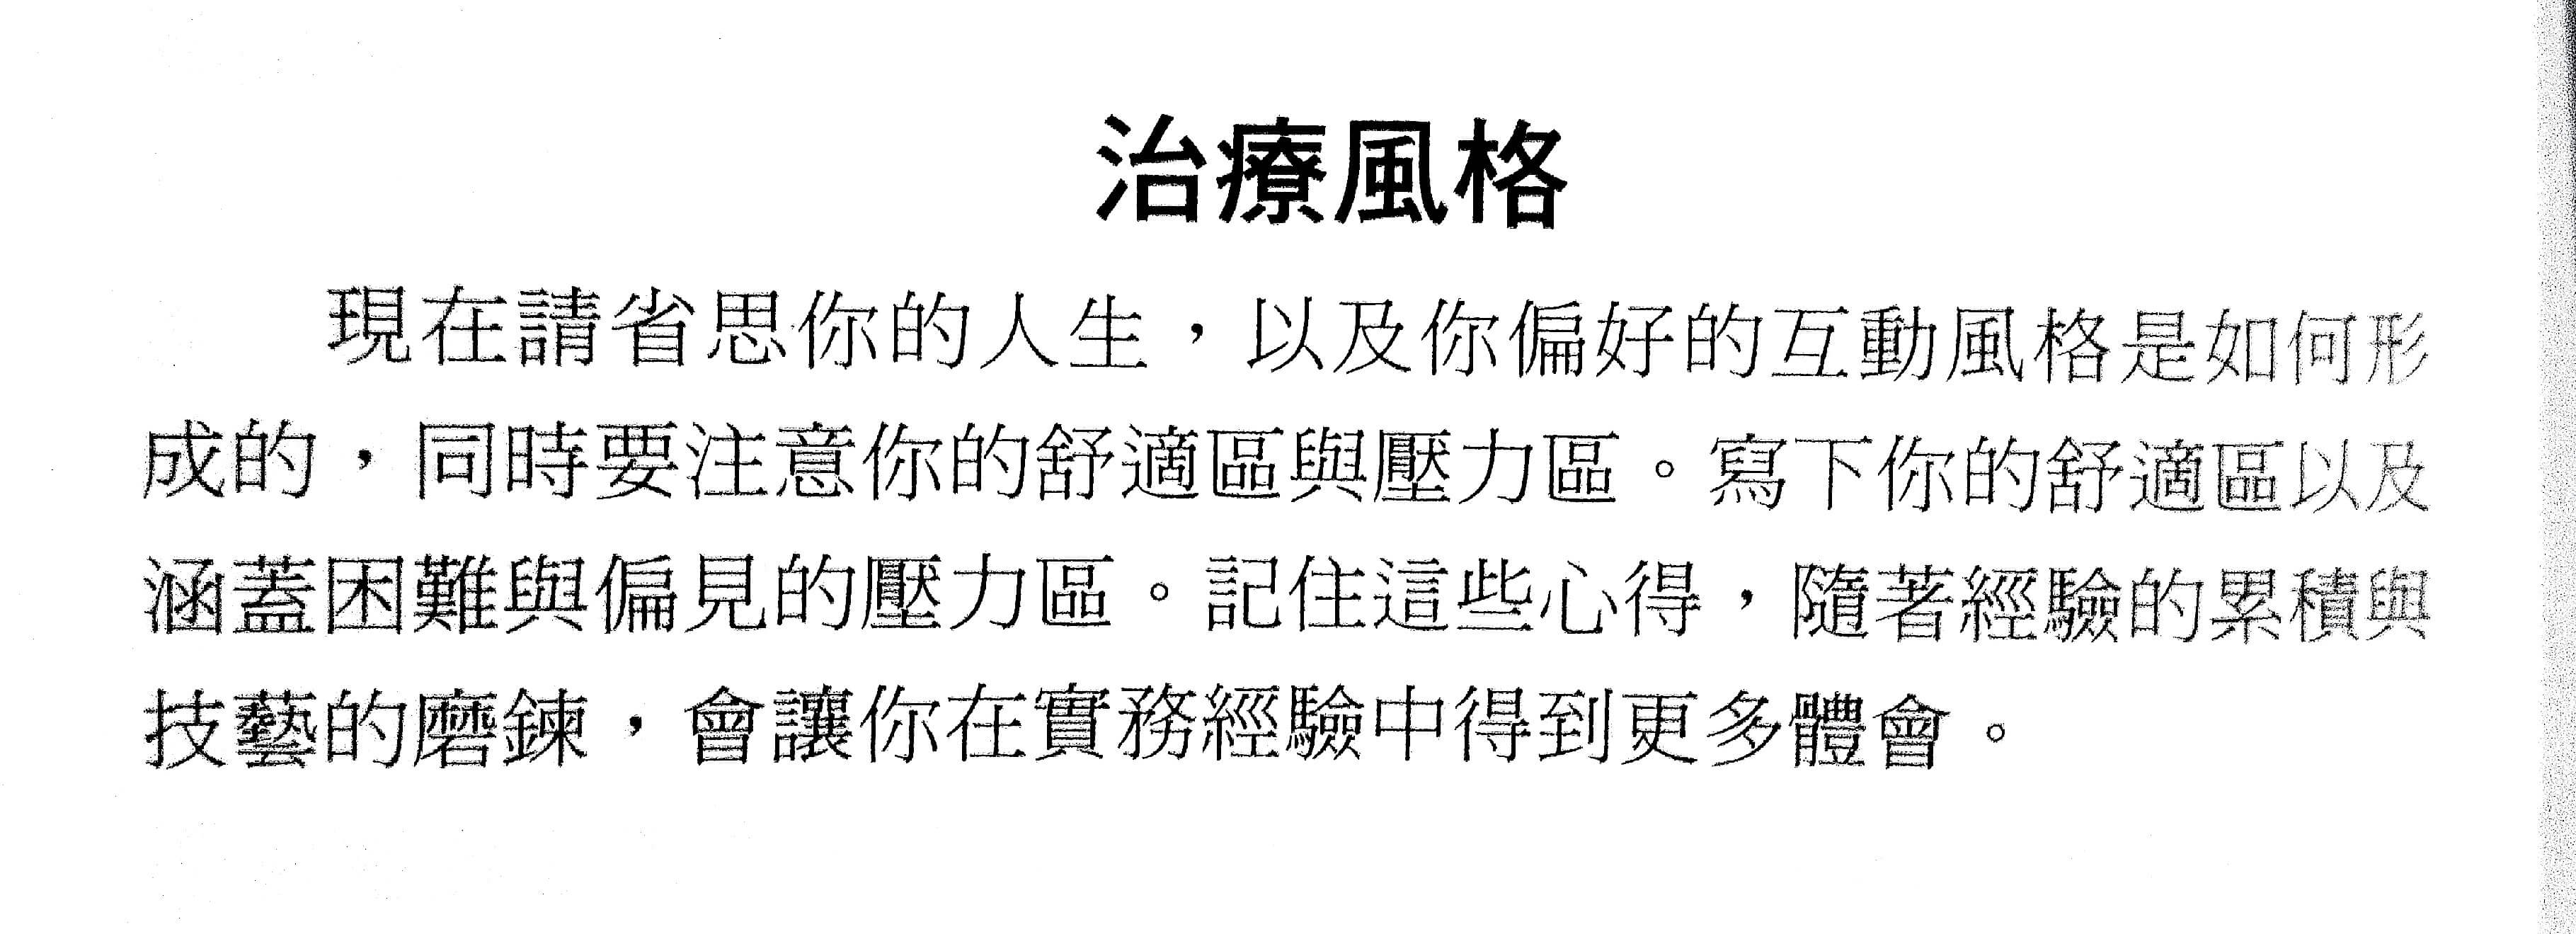 治療風格
現在請省思你的人生，以及你偏好的互動風格是如何形
成的，同時要注意你的舒適區與壓力區。寫下你的舒適區以及
涵蓋困難與偏見的壓力區。記住這些心得，隨著經驗的累積與
技藝的磨鍊，會讓你在實務經驗中得到更多體會。